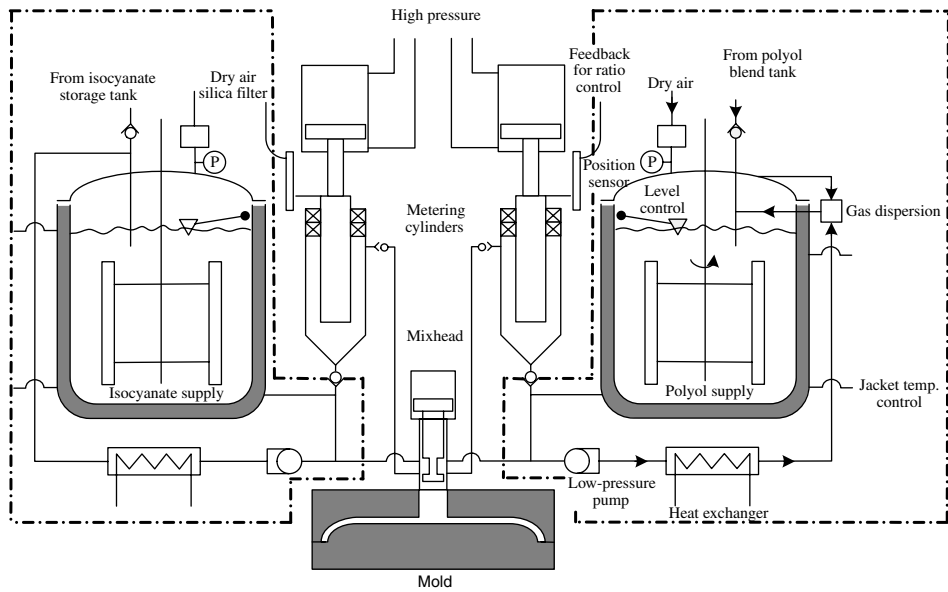 High pressure
From isocyanate
storage tank
Dry air
silica filter
Feedback
for ratio
control
From polyol
blend tank
Dry air
P
P
Position
sensor
Level
control
Metering
cylinders
Gas dispersion
Mixhead
Isocyanate supply
Polyol supply
Jacket temp.
control
Low-pressure
pump
Heat exchanger
Mold